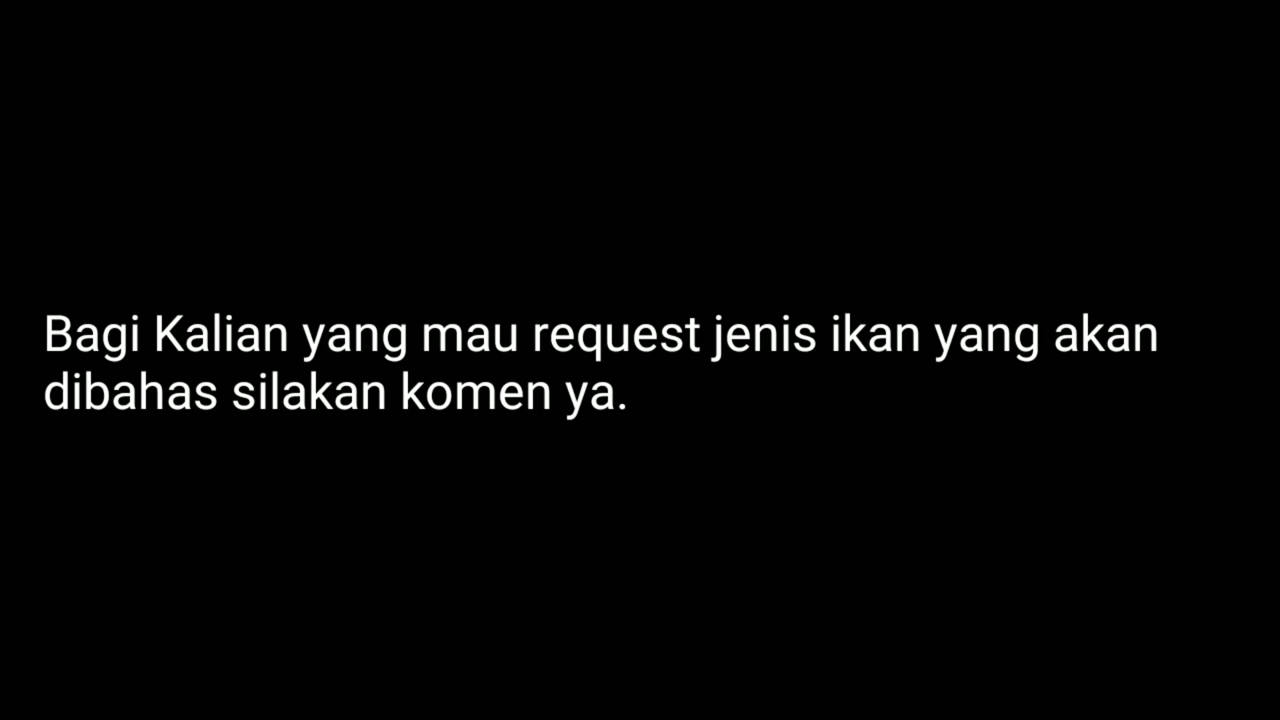 Bagi Kalian yang mau request jenis ikan yang akan
dibahas silakan komen ya.